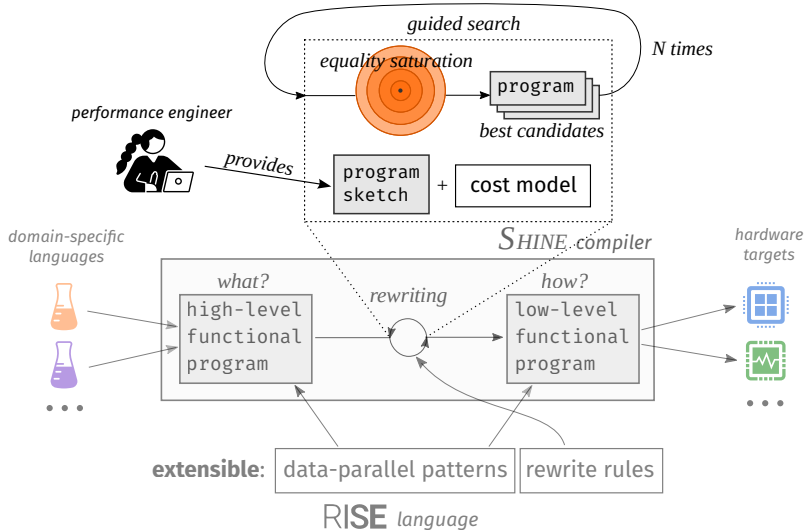 guided search
N times
equality saturation
program
best candidates
performance engineer
provides
program
sketch
+
cost model
SHINE compiler
domain-specific
languages
hardware
targets
what?
rewriting
how?
high-level
functional
program
low-level
functional
program
extensible:
data-parallel patterns
rewrite rules
RISE language